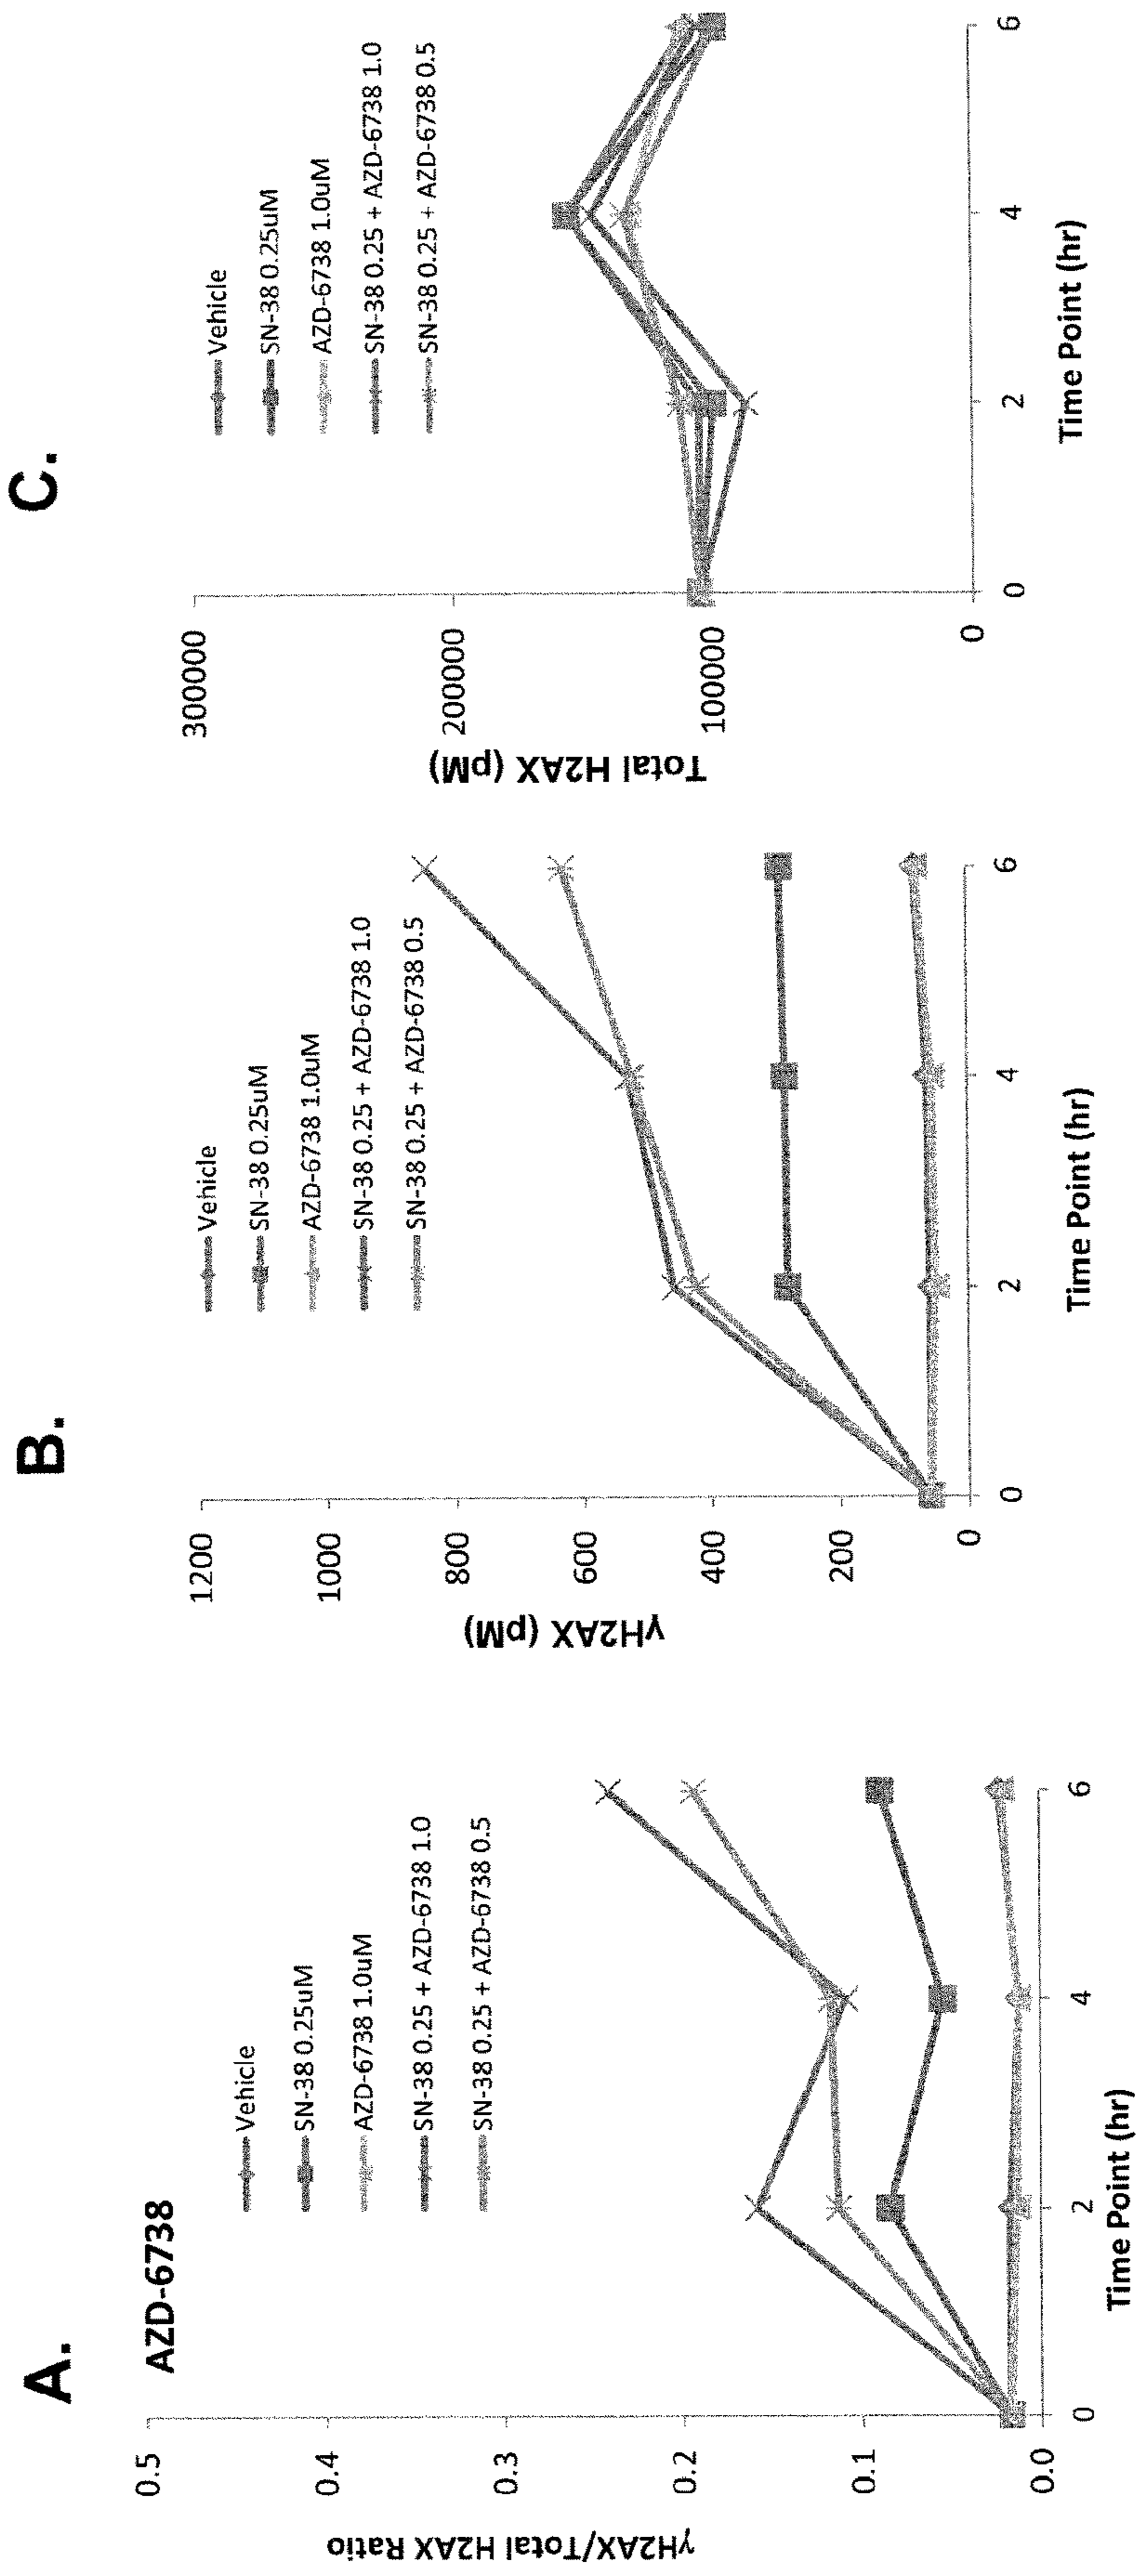 A.
AZD-6738
Vehicle
SN-38 0.25uM
AZD-6738 1.0uM
SN-38 0.25 + AZD-6738 1.0
SN-38 0.25 + AZD-6738 0.5
0.5
0.4
0.3
0.2
0.1
0.0
γH2AX/Total H2AX Ratio
0 2 4 6
Time Point (hr)
B.
Vehicle
SN-38 0.25uM
AZD-6738 1.0uM
SN-38 0.25 + AZD-6738 1.0
SN-38 0.25 + AZD-6738 0.5
1200
1000
800
600
400
200
0
γH2AX (pM)
0 2 4 6
Time Point (hr)
C.
Vehicle
SN-38 0.25uM
AZD-6738 1.0uM
SN-38 0.25 + AZD-6738 1.0
SN-38 0.25 + AZD-6738 0.5
300000
200000
100000
0
Total H2AX (pM)
0 2 4 6
Time Point (hr)